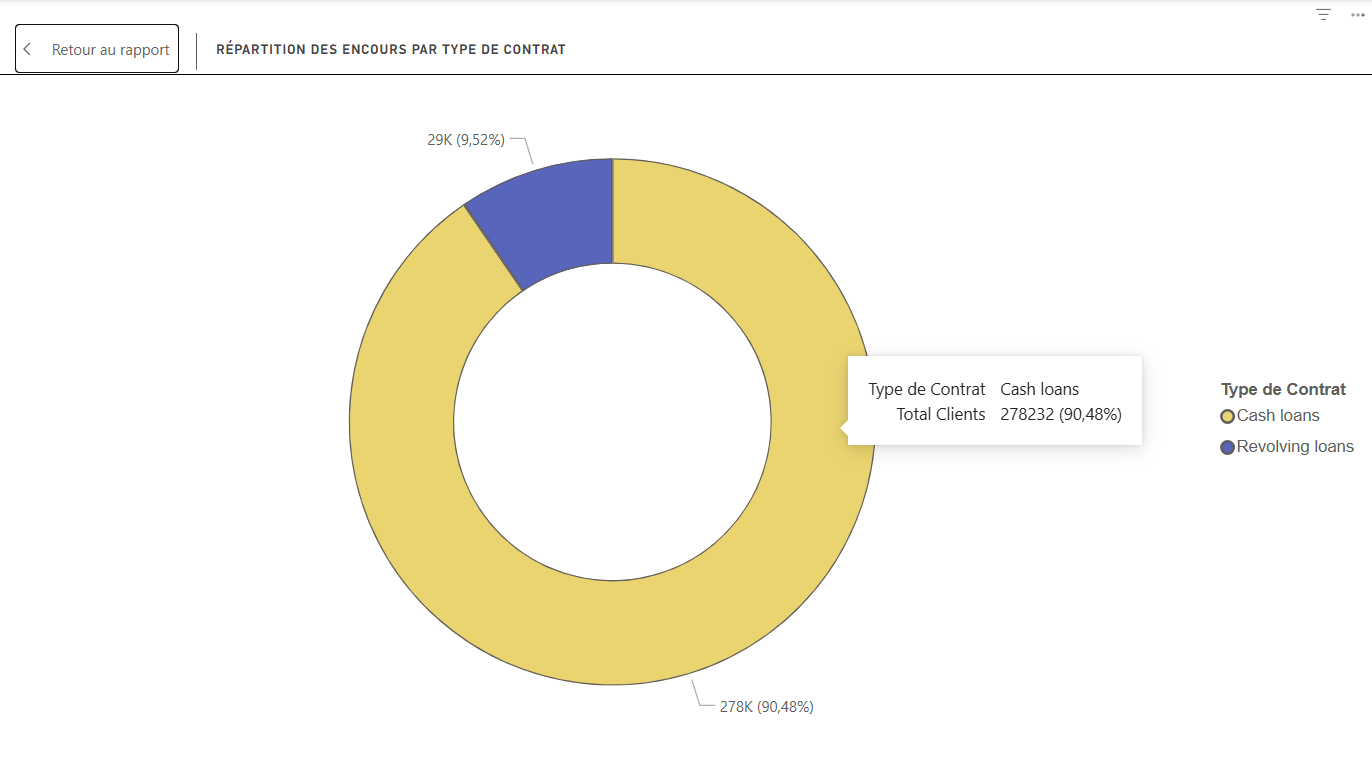 Retour au rapport
RÉPARTITION DES ENCOURS PAR TYPE DE CONTRAT
29K (9,52%)
Type de Contrat Cash loans
Total Clients 278232 (90,48%)
Type de Contrat
Cash loans
Revolving loans
278K (90,48%)